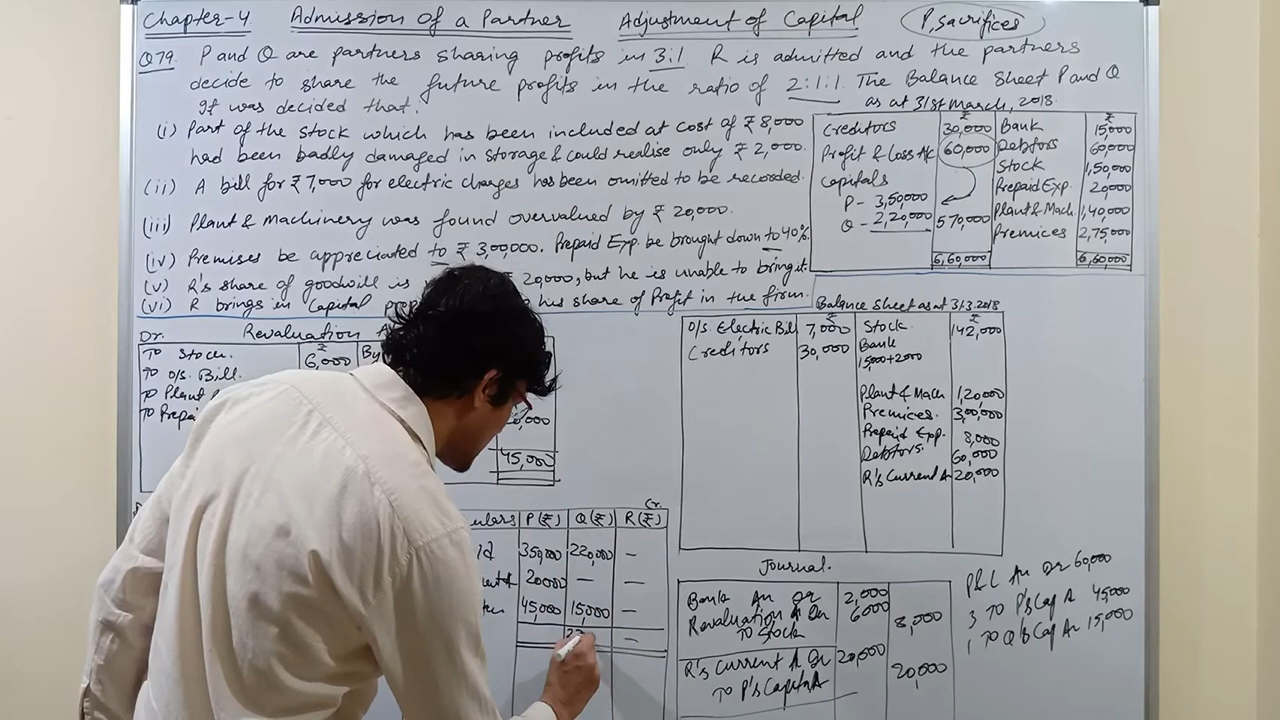 Chapter-4 Admission of a Partner Adjustment of Capital P, sacrifices
Q79. P and Q are partners sharing profits in 3:1. R is admitted and the partners
decide to share the future profits in the ratio of 2:1:1. The Balance Sheet P and Q
It was decided that. as at 31st March, 2018.
(i) Part of the stock which has been included at cost of ₹ 8,000
had been badly damaged in storage & could realise only ₹ 2,000.
(ii) A bill for ₹ 7,000 for electric charges has been omitted to be recorded.
(iii) Plant & Machinery was found overvalued by ₹ 20,000.
(iv) Premises be appreciated to ₹ 3,00,000. Prepaid Exp. be brought down to 40%.
(v) R's share of goodwill is ₹ 20,000, but he is unable to bring it.
(vi) R brings in Capital his share of Profit in the firm.
₹ ₹
Creditors 30,000 Bank 15,000
Profit & Loss A/c 60,000 Debtors 60,000
Capitals Stock 1,50,000
P - 3,50,000 Prepaid Exp. 20,000
Q - 2,20,000 5,70,000 Plant & Mach. 1,40,000
Premices 2,75,000
6,60,000 6,60,000
Dr. Revaluation A
₹
To Stock. 6,000 By
To O/s. Bill.
To Plant
To Prepai
45,000
Balance Sheet as at 31.3.2018
₹ ₹
O/S. Electric Bill 7,000 Stock 142,000
Creditors 30,000 Bank
15,000+2000
Plant & Mach 1,20,000
Premices. 3,00,000
Prepaid Exp. 8,000
Debtors. 60,000
R's Current A 20,000
Cr.
ulars P(₹) Q(₹) R(₹)
350,000 220,000 -
20000 - -
45,000 15,000 -
-
Journal.
Bank A/c Dr 2,000
Revaluation A Dr 6000
To Stock 8,000
R's Current A Dr 20,000
To P's Capital A 20,000
P&L A/c Dr 60,000
3 To P's Cap A 45,000
1 To Q's Cap A/c 15,000